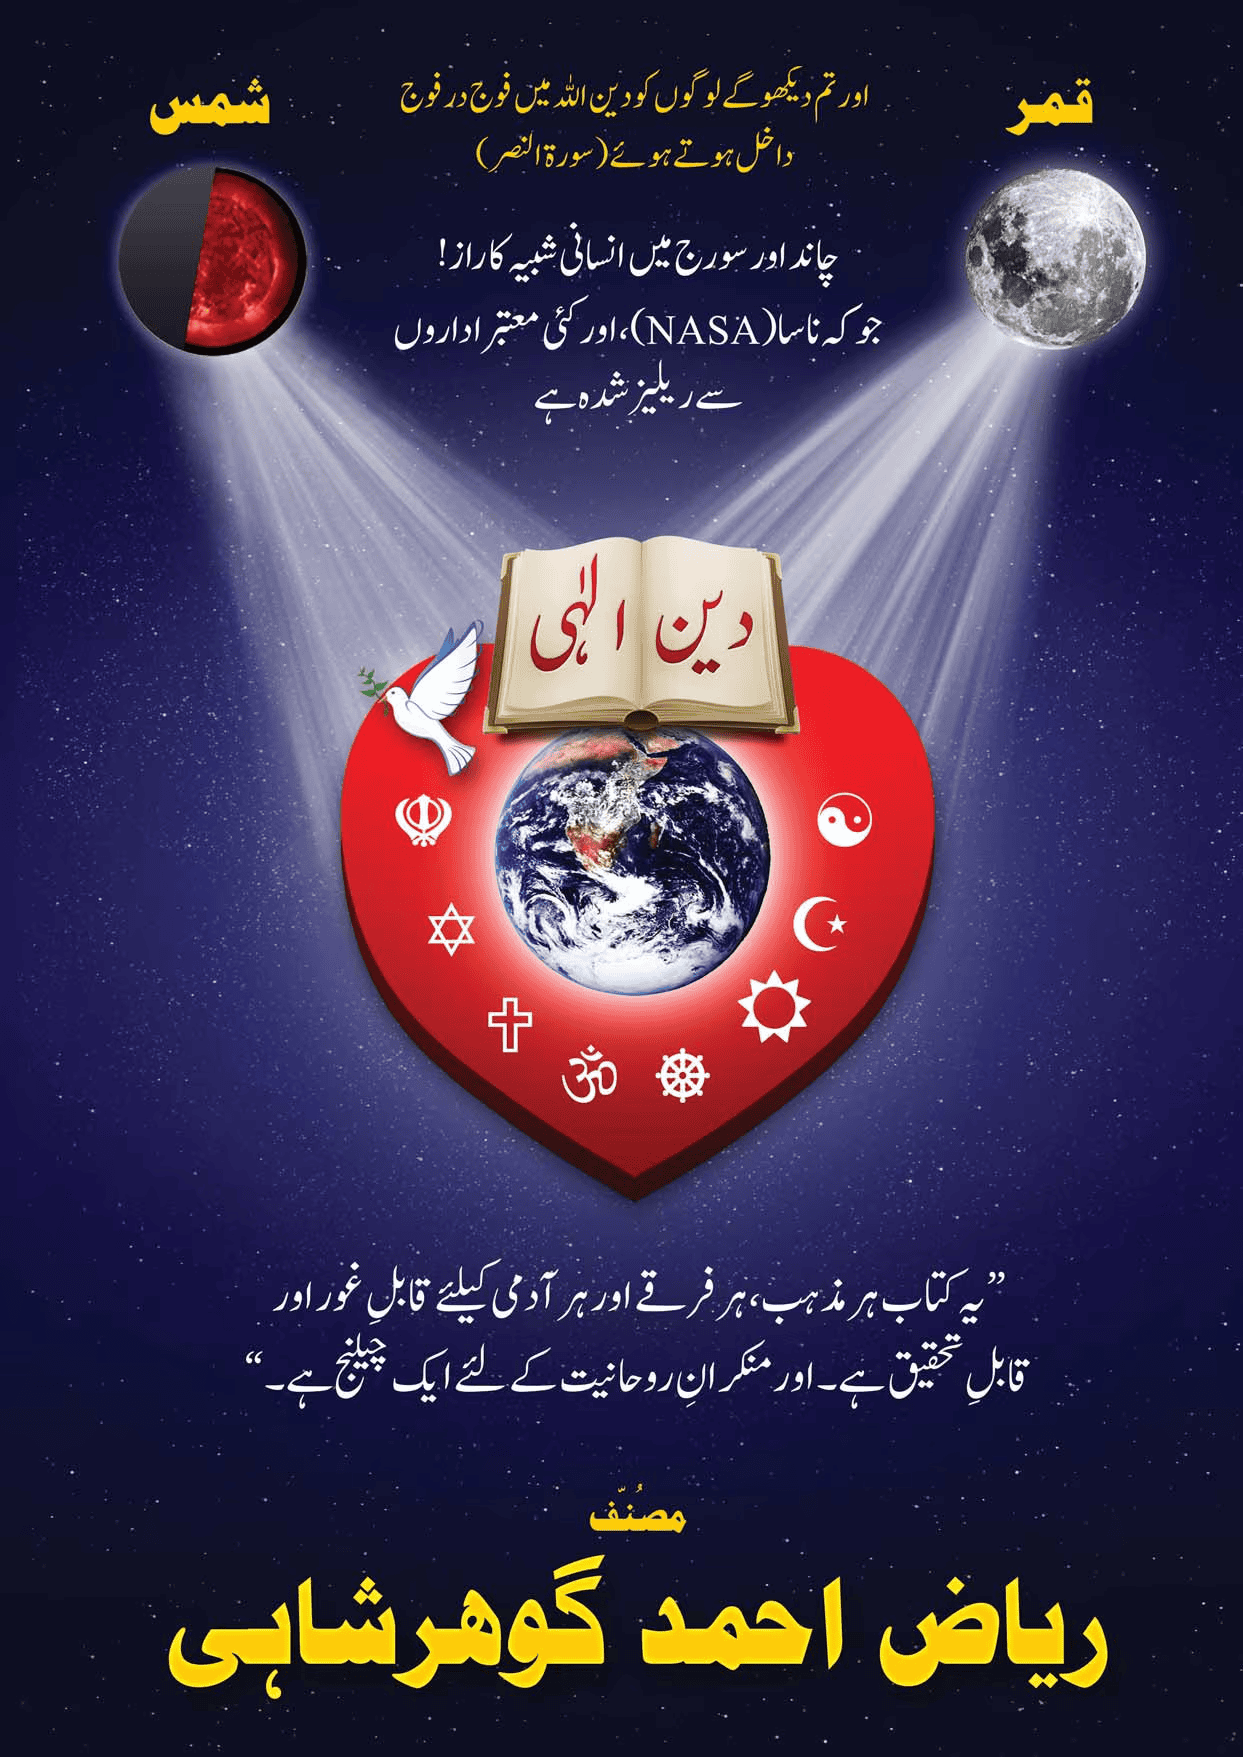 قمر
شمس
اور تم دیکھو گے لوگوں کو دین اللہ میں فوج در فوج
داخل ہوتے ہوئے (سورۃ النصر)
چاند اور سورج میں انسانی شبیہ کا راز!
جو کہ ناسا (NASA)، اور کئی معتبر اداروں
سے ریلیز شدہ ہے
دین الٰہی
”یہ کتاب ہر مذہب، ہر فرقے اور ہر آدمی کیلئے قابلِ غور اور
قابلِ تحقیق ہے۔ اور منکرانِ روحانیت کے لئے ایک چیلنج ہے۔“
مصُنّف
ریاض احمد گوھر شاہی